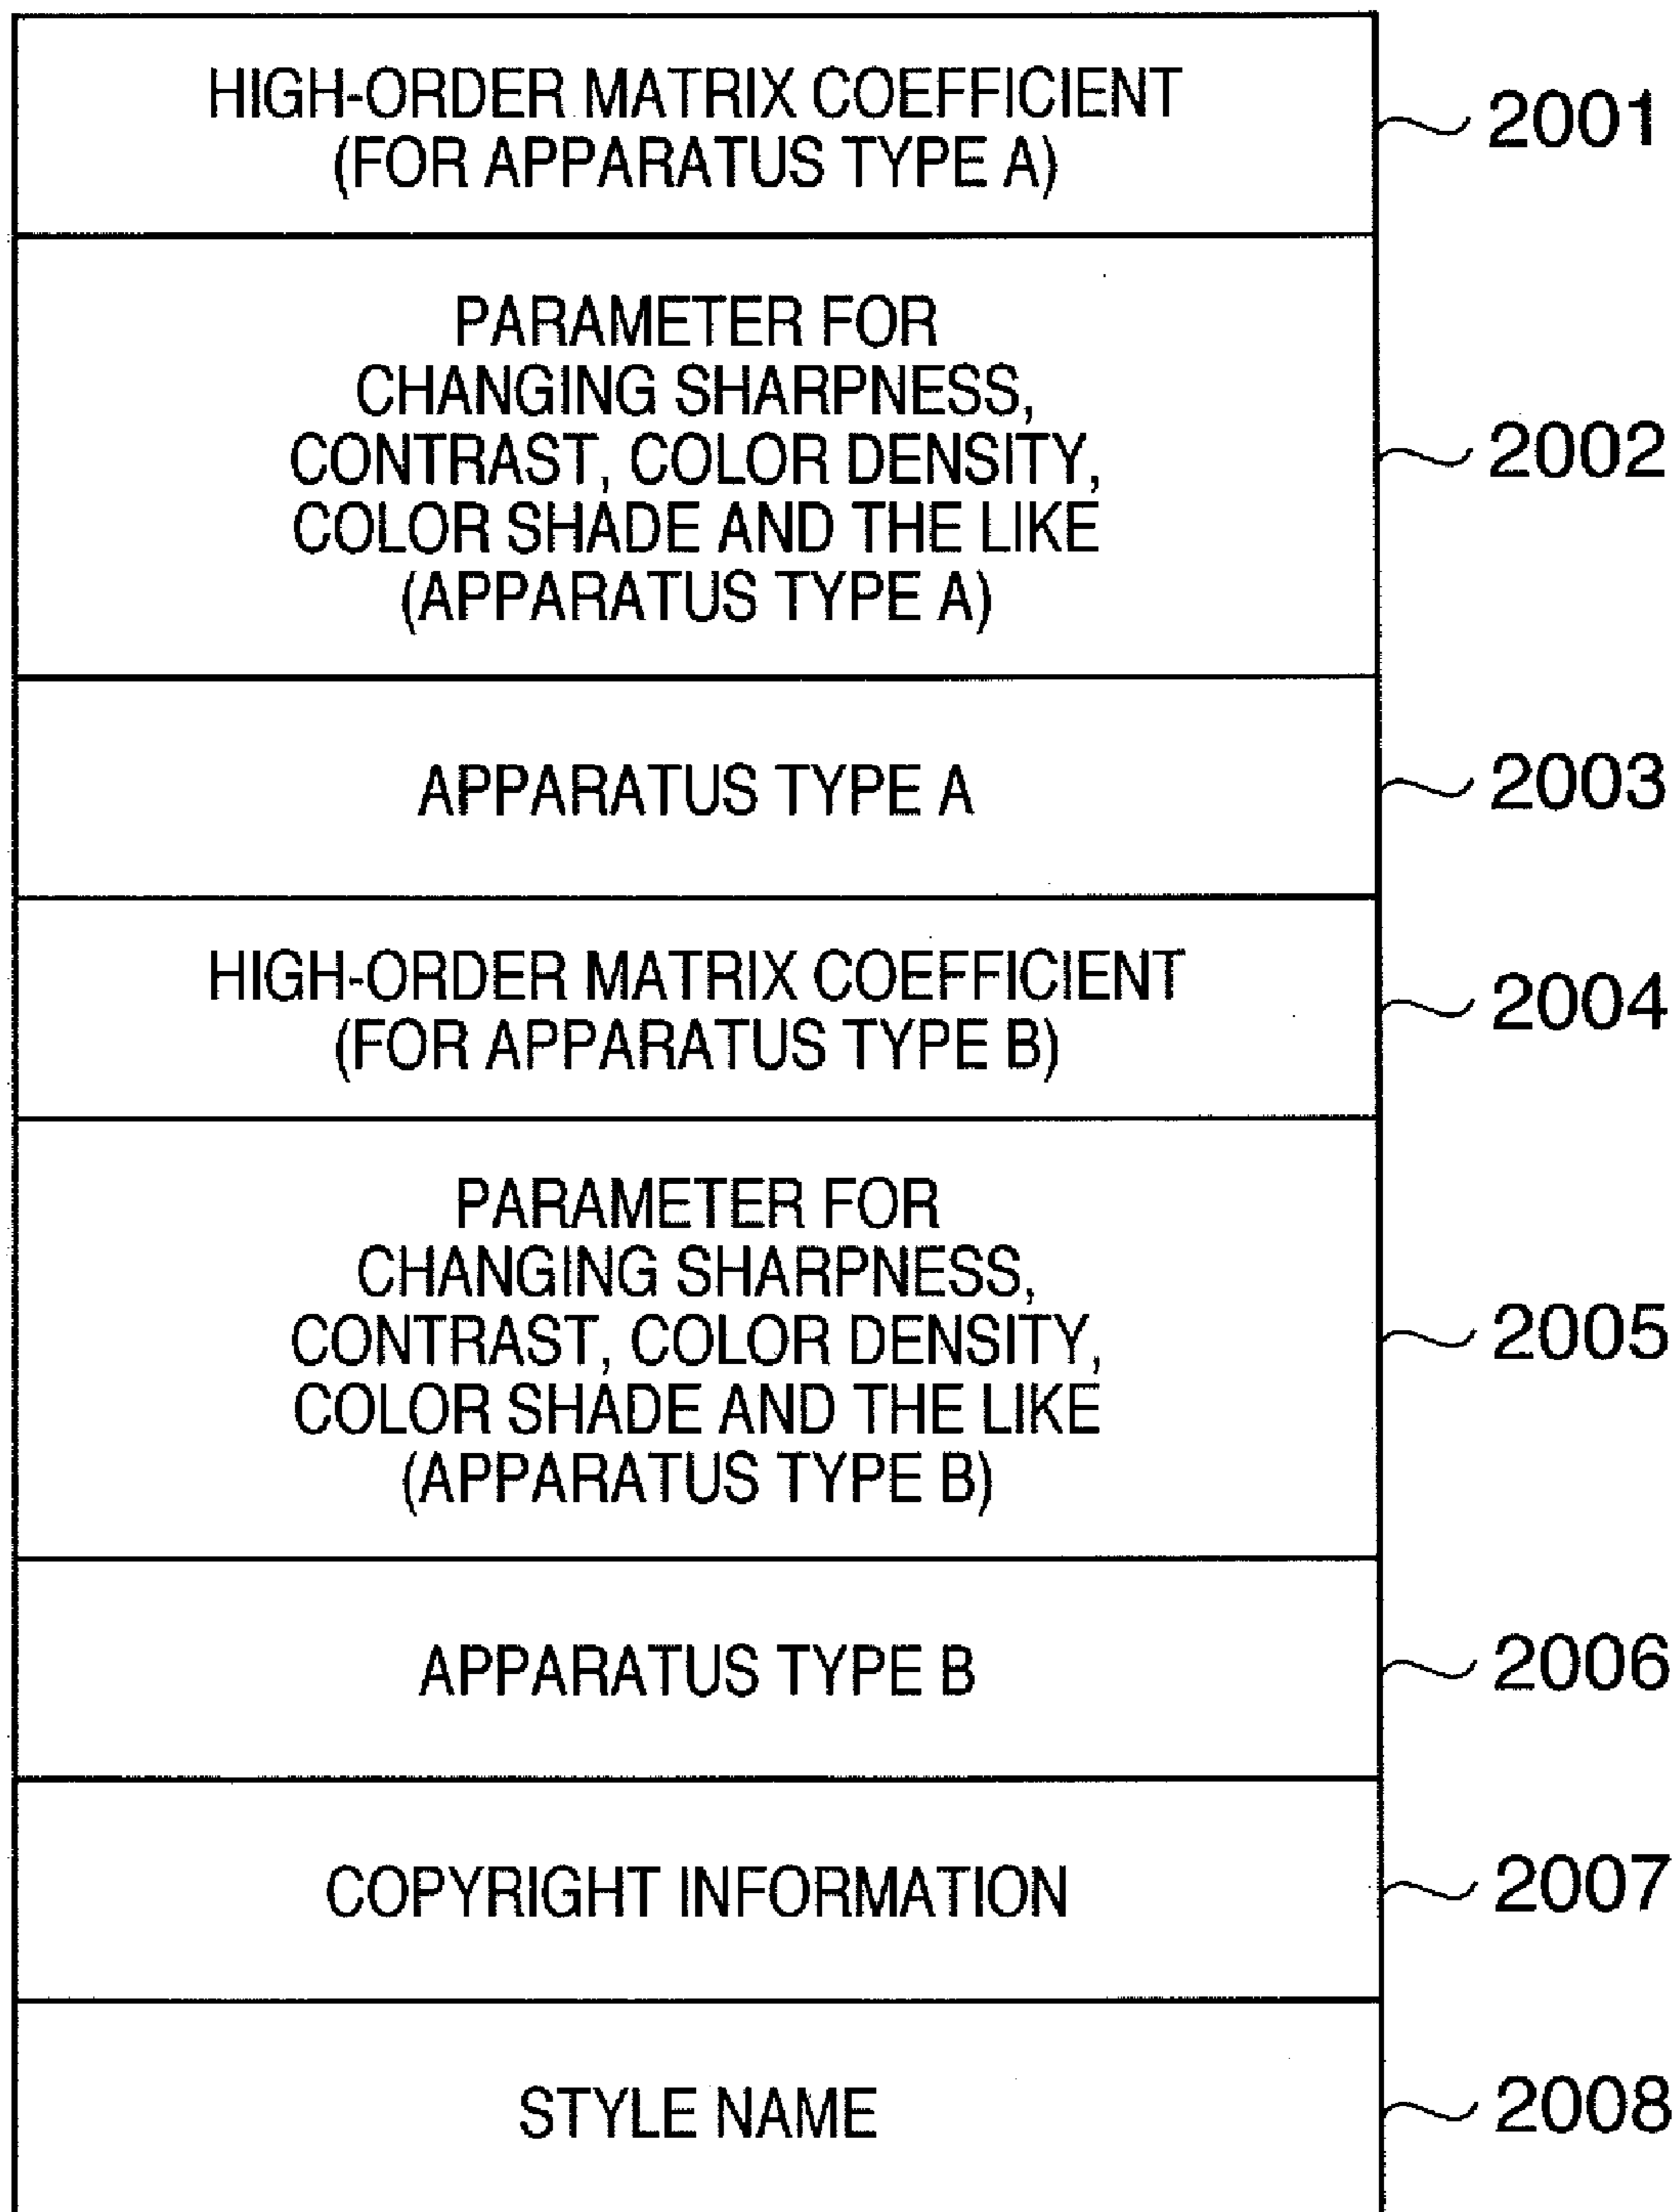 HIGH-ORDER MATRIX COEFFICIENT
(FOR APPARATUS TYPE A)
2001
PARAMETER FOR
CHANGING SHARPNESS,
CONTRAST, COLOR DENSITY,
COLOR SHADE AND THE LIKE
(APPARATUS TYPE A)
2002
APPARATUS TYPE A
2003
HIGH-ORDER MATRIX COEFFICIENT
(FOR APPARATUS TYPE B)
2004
PARAMETER FOR
CHANGING SHARPNESS,
CONTRAST, COLOR DENSITY,
COLOR SHADE AND THE LIKE
(APPARATUS TYPE B)
2005
APPARATUS TYPE B
2006
COPYRIGHT INFORMATION
2007
STYLE NAME
2008